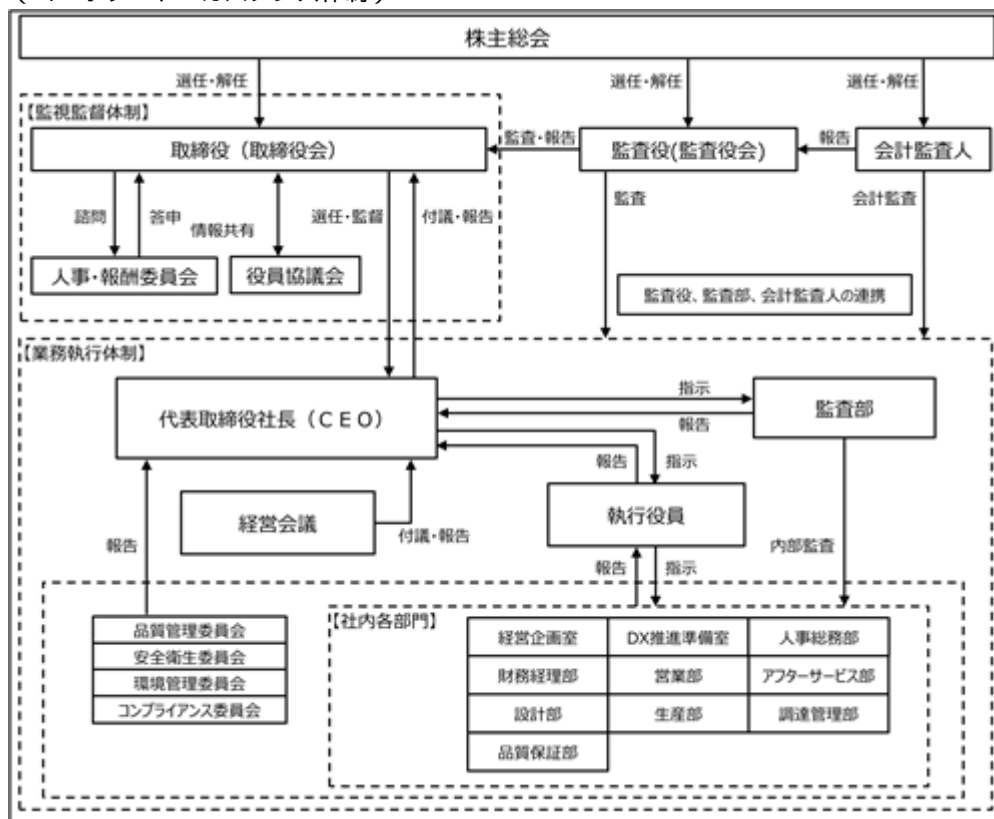 株主総会
選任・解任
選任・解任
選任・解任
【監視監督体制】
取締役（取締役会）
監査・報告
監査役(監査役会)
報告
会計監査人
諮問
答申
情報共有
選任・監督
付議・報告
監査
会計監査
人事・報酬委員会
役員協議会
監査役、監査部、会計監査人の連携
【業務執行体制】
代表取締役社長（ＣＥＯ）
指示
報告
監査部
報告
指示
経営会議
付議・報告
執行役員
報告
内部監査
報告
指示
【社内各部門】
品質管理委員会
安全衛生委員会
環境管理委員会
コンプライアンス委員会
経営企画室
DX推進準備室
人事総務部
財務経理部
営業部
アフターサービス部
設計部
生産部
調達管理部
品質保証部